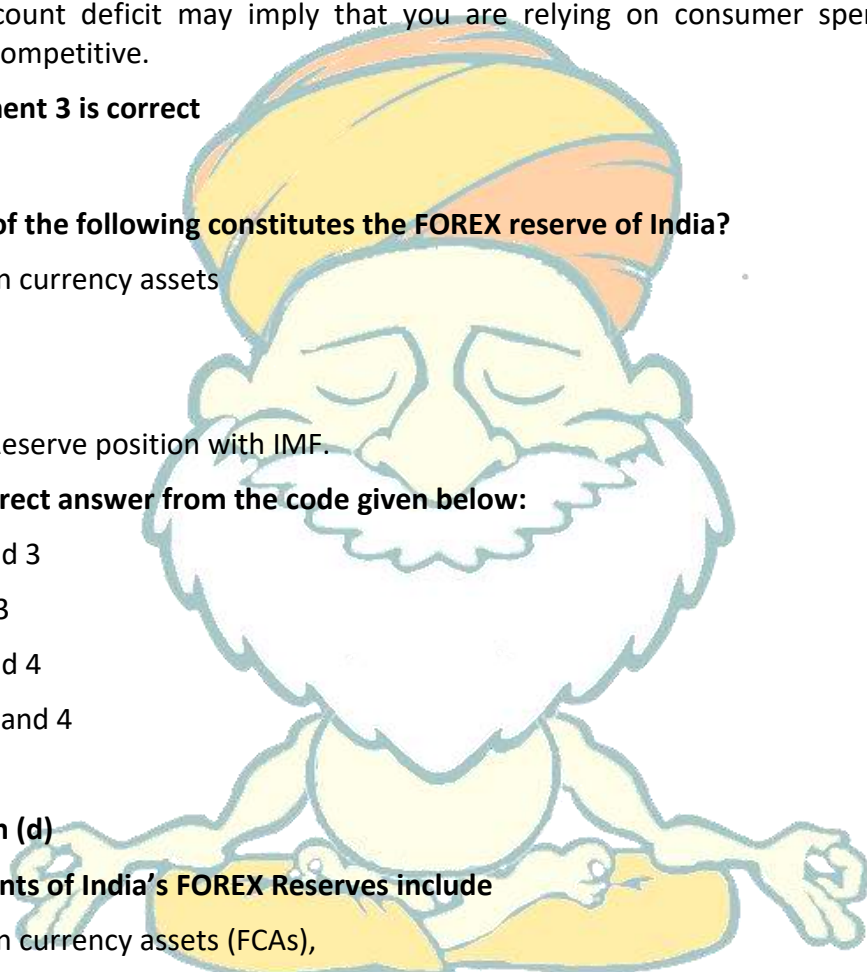 count deficit may imply that you are relying on consumer spen
ompetitive.
ent 3 is correct
of the following constitutes the FOREX reserve of India?
n currency assets
eserve position with IMF.
rect answer from the code given below:
d 3
3
d 4
and 4
n (d)
nts of India’s FOREX Reserves include
n currency assets (FCAs),